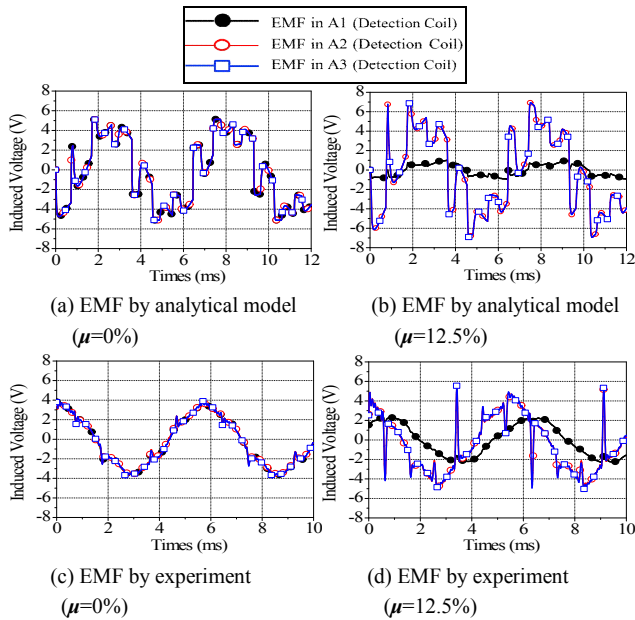 EMF in A1 (Detection Coil)
EMF in A2 (Detection Coil)
EMF in A3 (Detection Coil)
Induced Voltage (V)
8
6
4
2
0
-2
-4
-6
-8
0 2 4 6 8 10 12
Times (ms)
(a) EMF by analytical model
(μ=0%)
Induced Voltage (V)
8
6
4
2
0
-2
-4
-6
-8
0 2 4 6 8 10 12
Times (ms)
(b) EMF by analytical model
(μ=12.5%)
Induced Voltage (V)
8
6
4
2
0
-2
-4
-6
-8
0 2 4 6 8 10
Times (ms)
(c) EMF by experiment
(μ=0%)
Induced Voltage (V)
8
6
4
2
0
-2
-4
-6
-8
0 2 4 6 8 10
Times (ms)
(d) EMF by experiment
(μ=12.5%)